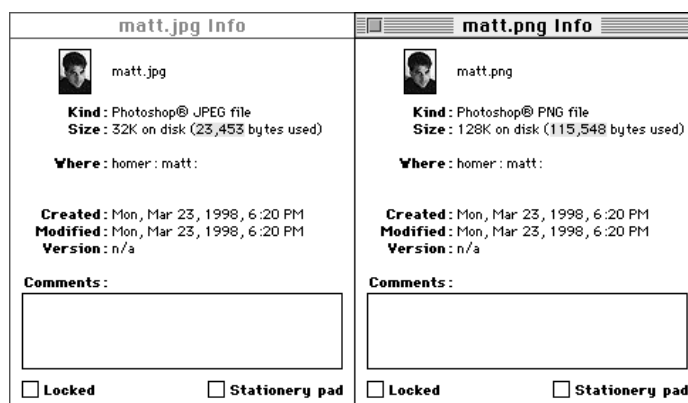 matt.jpg Info
matt.jpg
Kind: Photoshop® JPEG file
Size: 32K on disk (23,453 bytes used)
Where: homer: matt:
Created: Mon, Mar 23, 1998, 6:20 PM
Modified: Mon, Mar 23, 1998, 6:20 PM
Version: n/a
Comments:
Locked
Stationery pad
matt.png Info
matt.png
Kind: Photoshop® PNG file
Size: 128K on disk (115,548 bytes used)
Where: homer: matt:
Created: Mon, Mar 23, 1998, 6:20 PM
Modified: Mon, Mar 23, 1998, 6:20 PM
Version: n/a
Comments:
Locked
Stationery pad